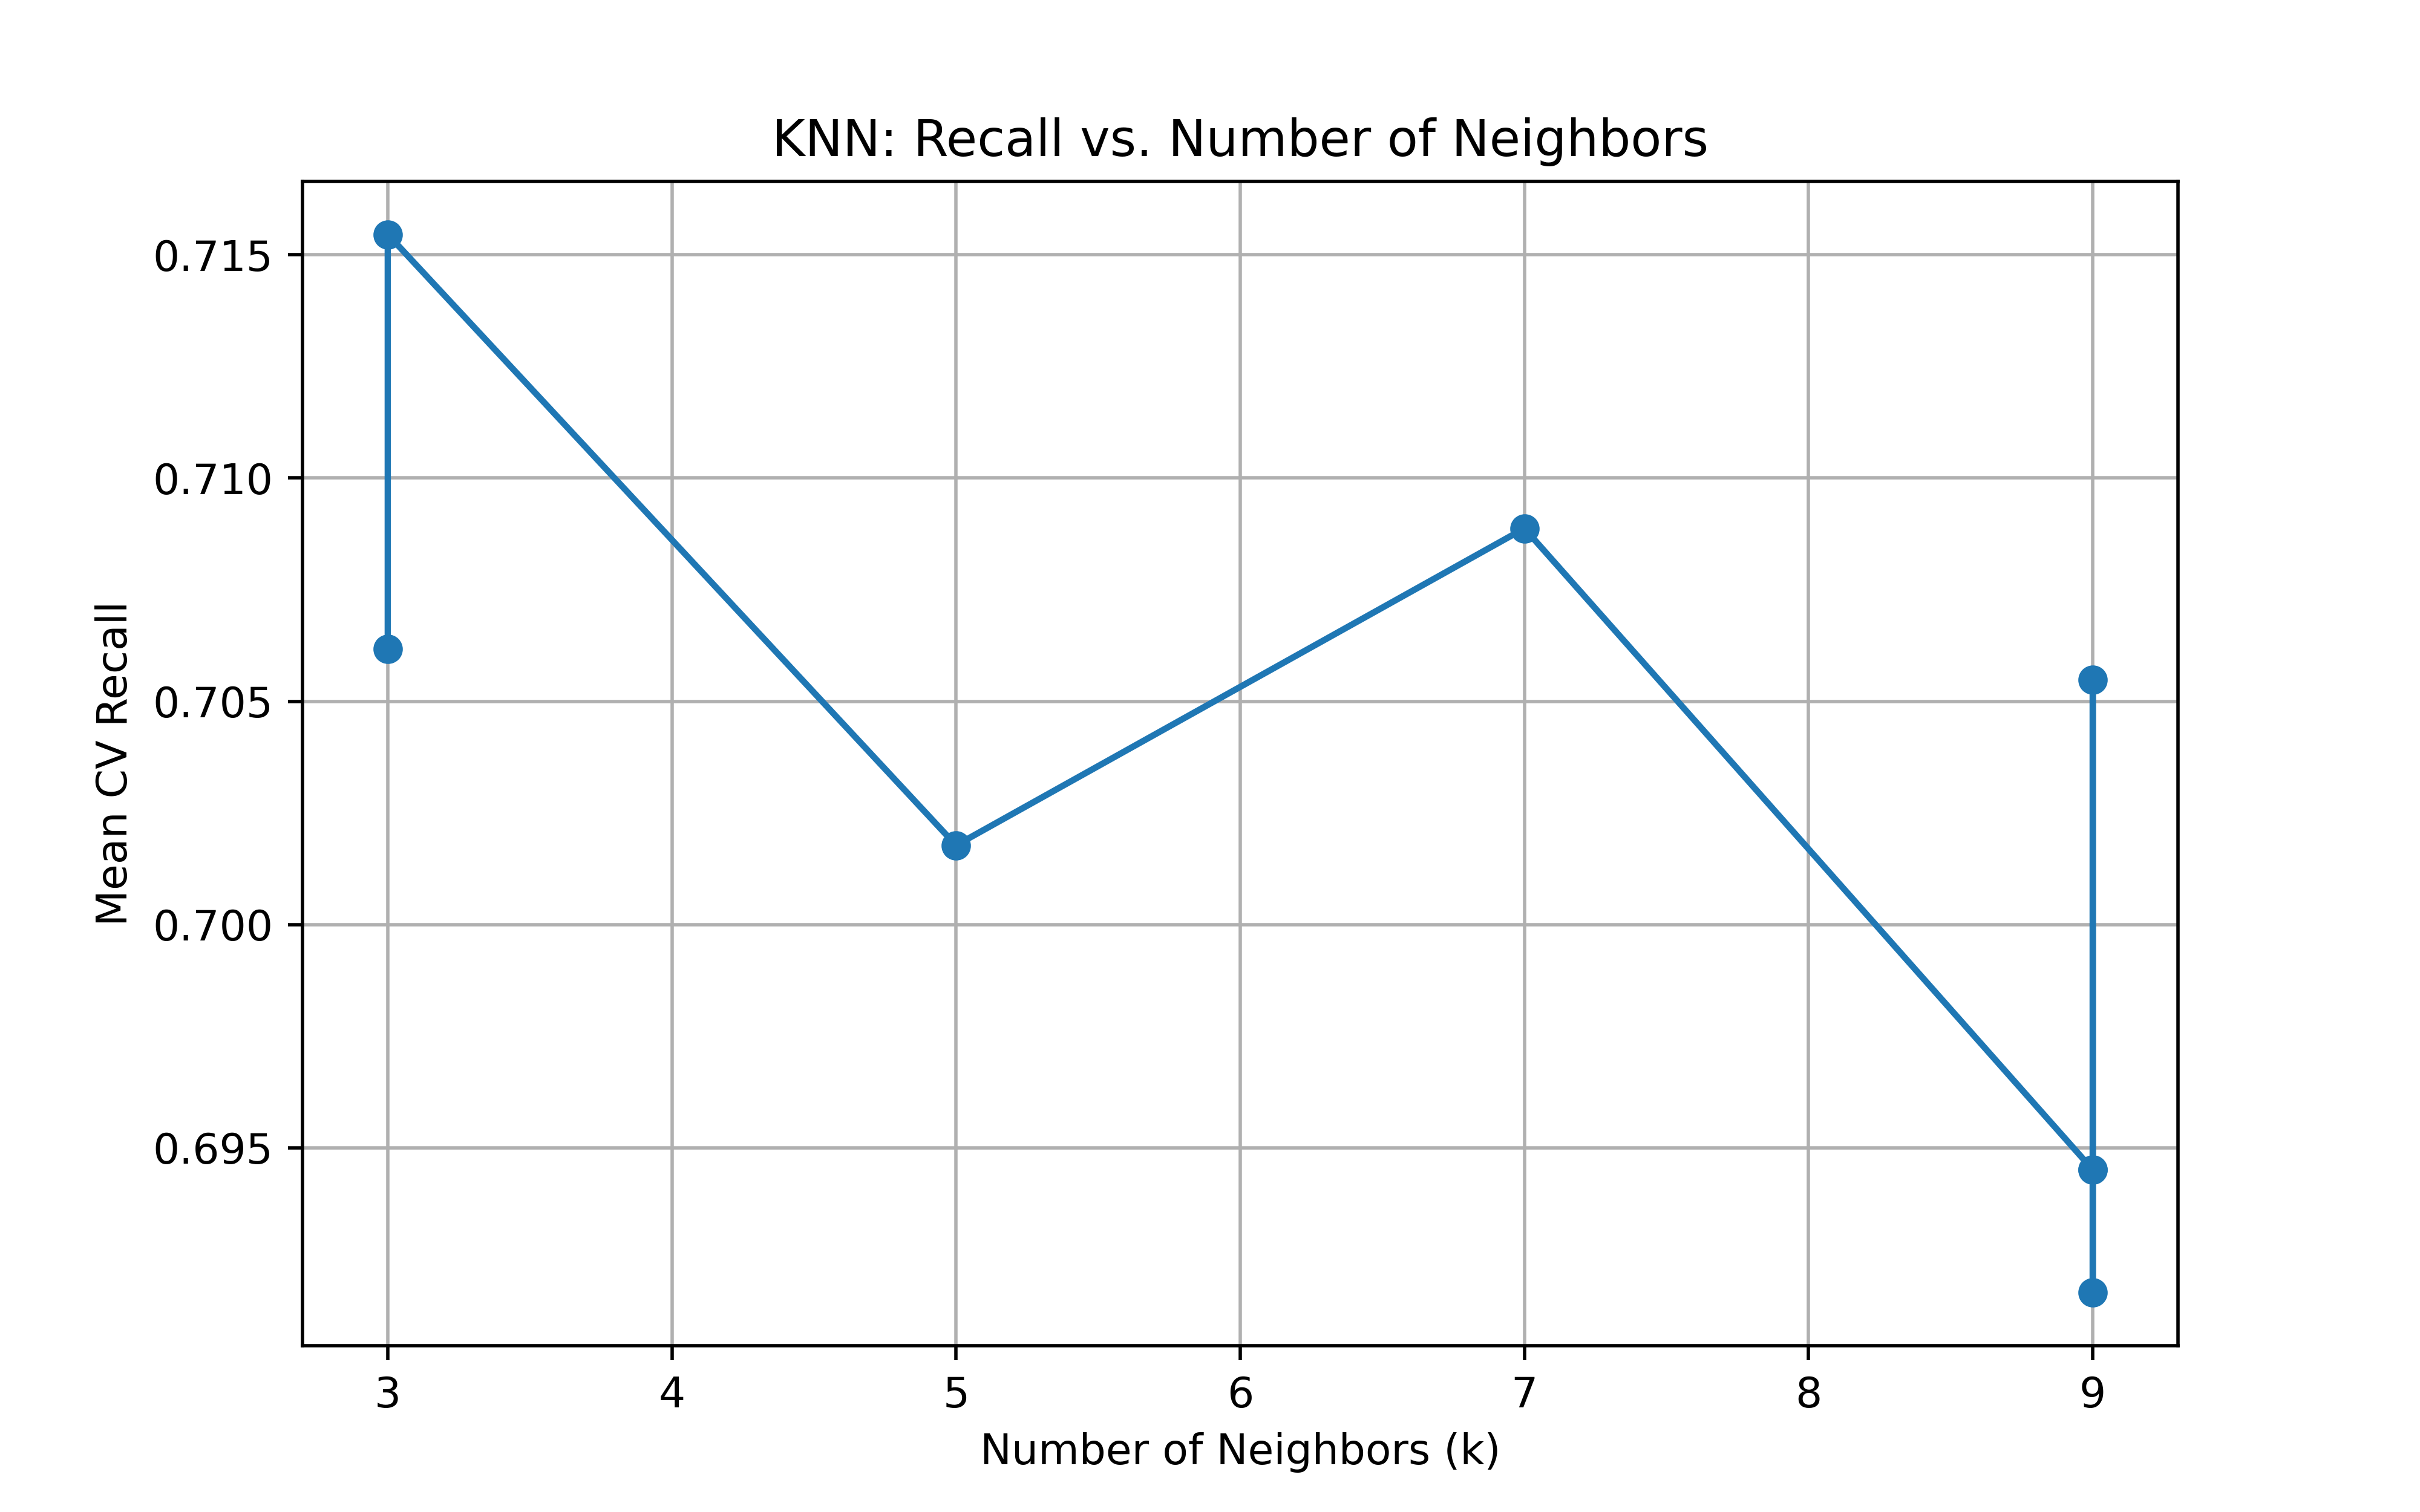 KNN: Recall vs. Number of Neighbors
0.715
0.710
0.705
0.700
0.695
Mean CV Recall
3 4 5 6 7 8 9
Number of Neighbors (k)